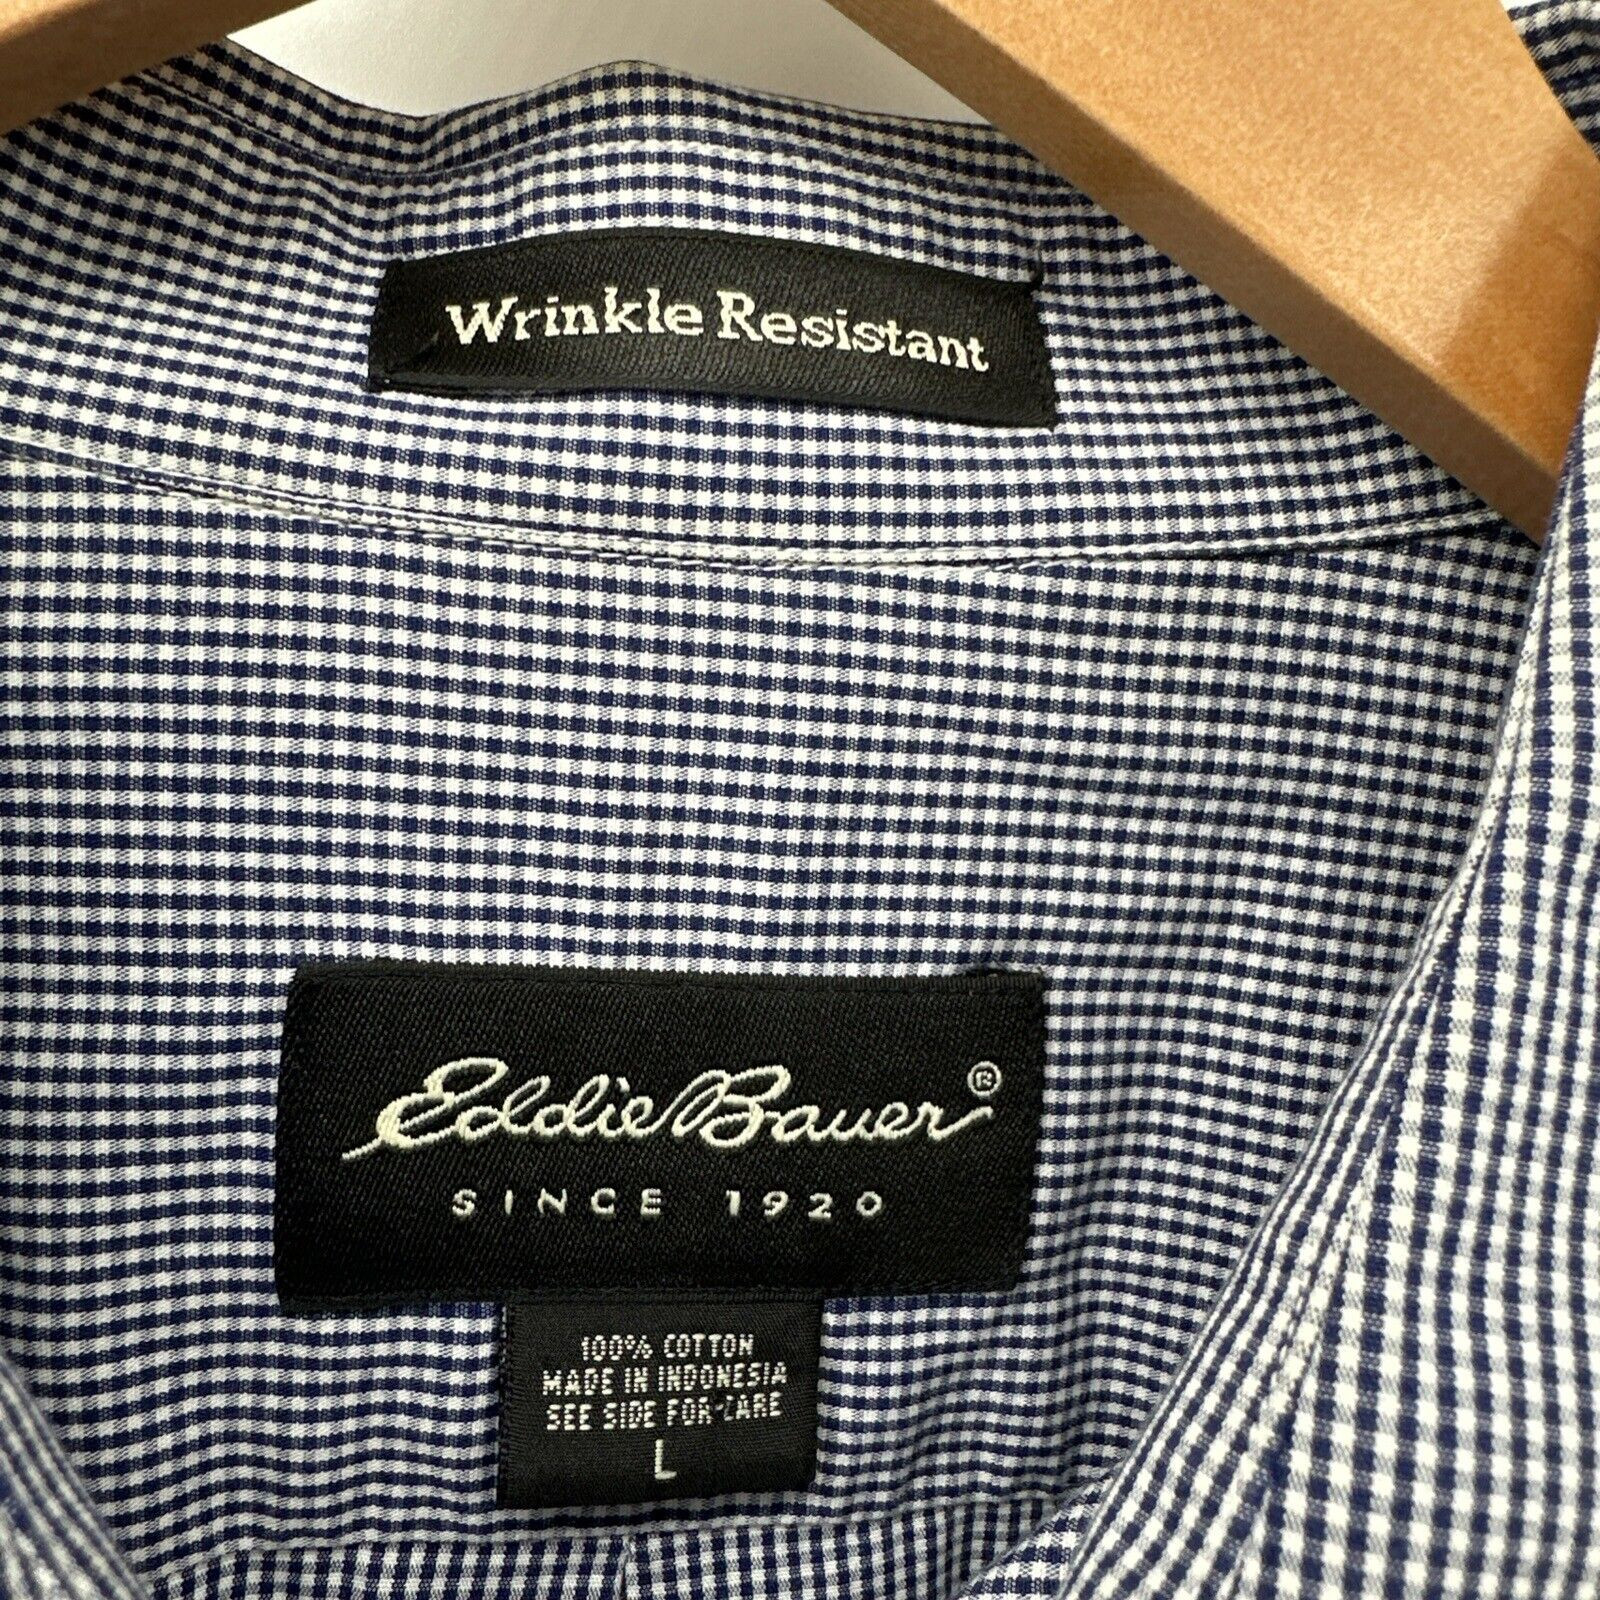 Wrinkle Resistant
Eddie Bauer®
SINCE 1920
100% COTTON
MADE IN INDONESIA
SEE SIDE FOR CARE
L